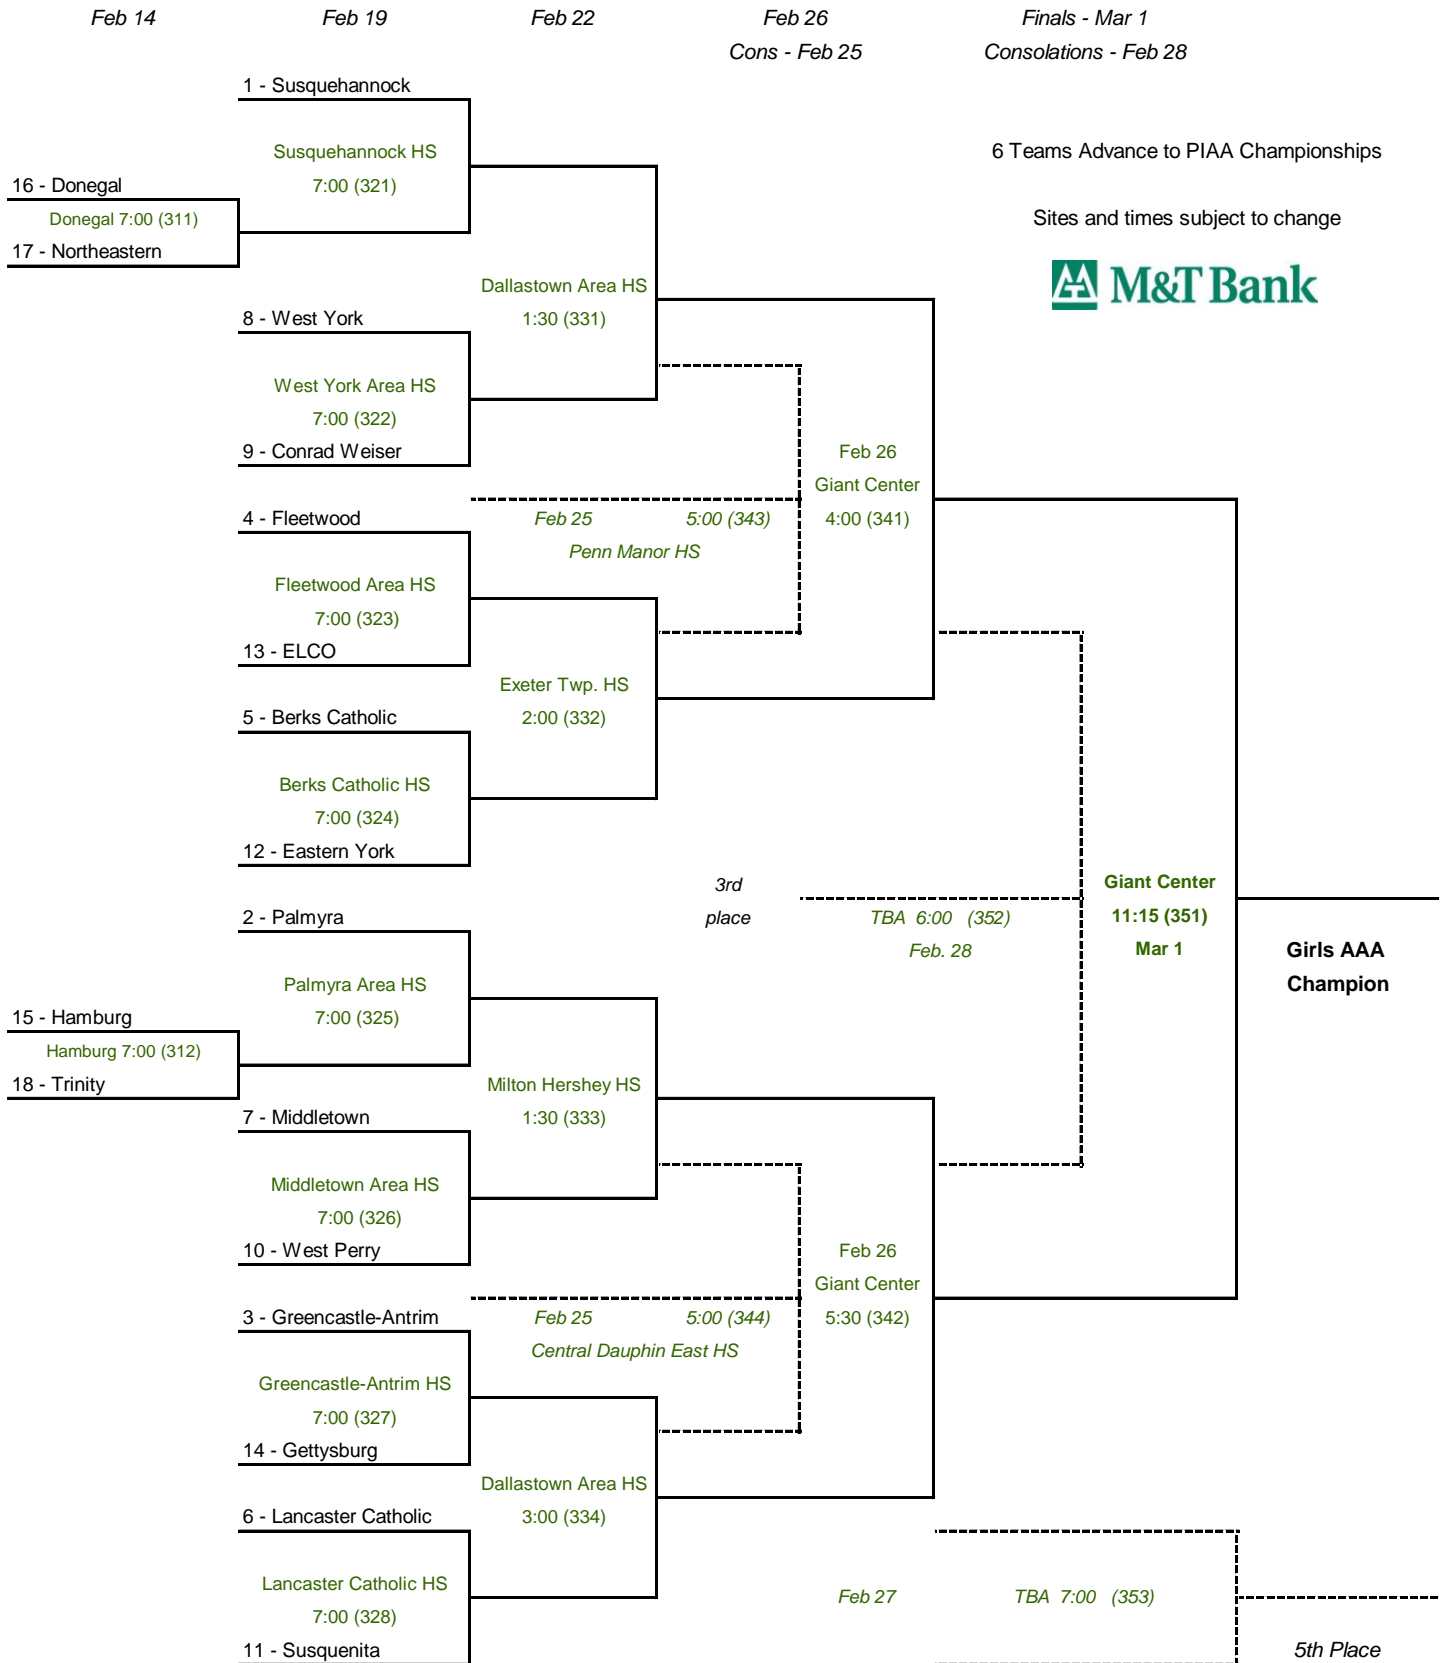 Feb 14
Feb 19
Feb 22
Feb 26
Finals - Mar 1
Cons - Feb 25
Consolations - Feb 28
1 - Susquehannock
Susquehannock HS
7:00 (321)
6 Teams Advance to PIAA Championships
16 - Donegal
Donegal 7:00 (311)
17 - Northeastern
Sites and times subject to change
M&T Bank
Dallastown Area HS
1:30 (331)
8 - West York
West York Area HS
7:00 (322)
9 - Conrad Weiser
Feb 26
Giant Center
4:00 (341)
4 - Fleetwood
Feb 25 5:00 (343)
Penn Manor HS
Fleetwood Area HS
7:00 (323)
13 - ELCO
Exeter Twp. HS
2:00 (332)
5 - Berks Catholic
Berks Catholic HS
7:00 (324)
12 - Eastern York
3rd
place
TBA 6:00 (352)
Feb. 28
Giant Center
11:15 (351)
Mar 1
Girls AAA
Champion
2 - Palmyra
Palmyra Area HS
7:00 (325)
15 - Hamburg
Hamburg 7:00 (312)
18 - Trinity
Milton Hershey HS
1:30 (333)
7 - Middletown
Middletown Area HS
7:00 (326)
10 - West Perry
Feb 26
Giant Center
5:30 (342)
3 - Greencastle-Antrim
Feb 25 5:00 (344)
Central Dauphin East HS
Greencastle-Antrim HS
7:00 (327)
14 - Gettysburg
Dallastown Area HS
3:00 (334)
6 - Lancaster Catholic
Lancaster Catholic HS
7:00 (328)
11 - Susquenita
Feb 27
TBA 7:00 (353)
5th Place